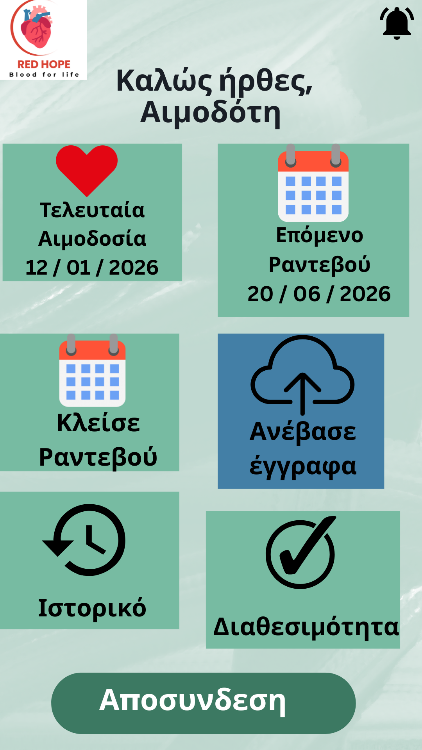 RED HOPE
Blood for life
Καλώς ήρθες,
Αιμοδότη
Τελευταία
Αιμοδοσία
12 / 01 / 2026
Επόμενο
Ραντεβού
20 / 06 / 2026
Κλείσε
Ραντεβού
Ανέβασε
έγγραφα
Ιστορικό
Διαθεσιμότητα
Αποσυνδεση